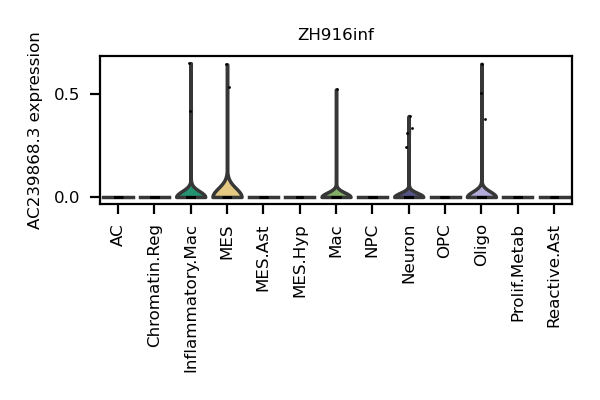 ZH916inf
AC239868.3 expression
0.5
0.0
AC
Chromatin.Reg
Inflammatory.Mac
MES
MES.Ast
MES.Hyp
Mac
NPC
Neuron
OPC
Oligo
Prolif.Metab
Reactive.Ast